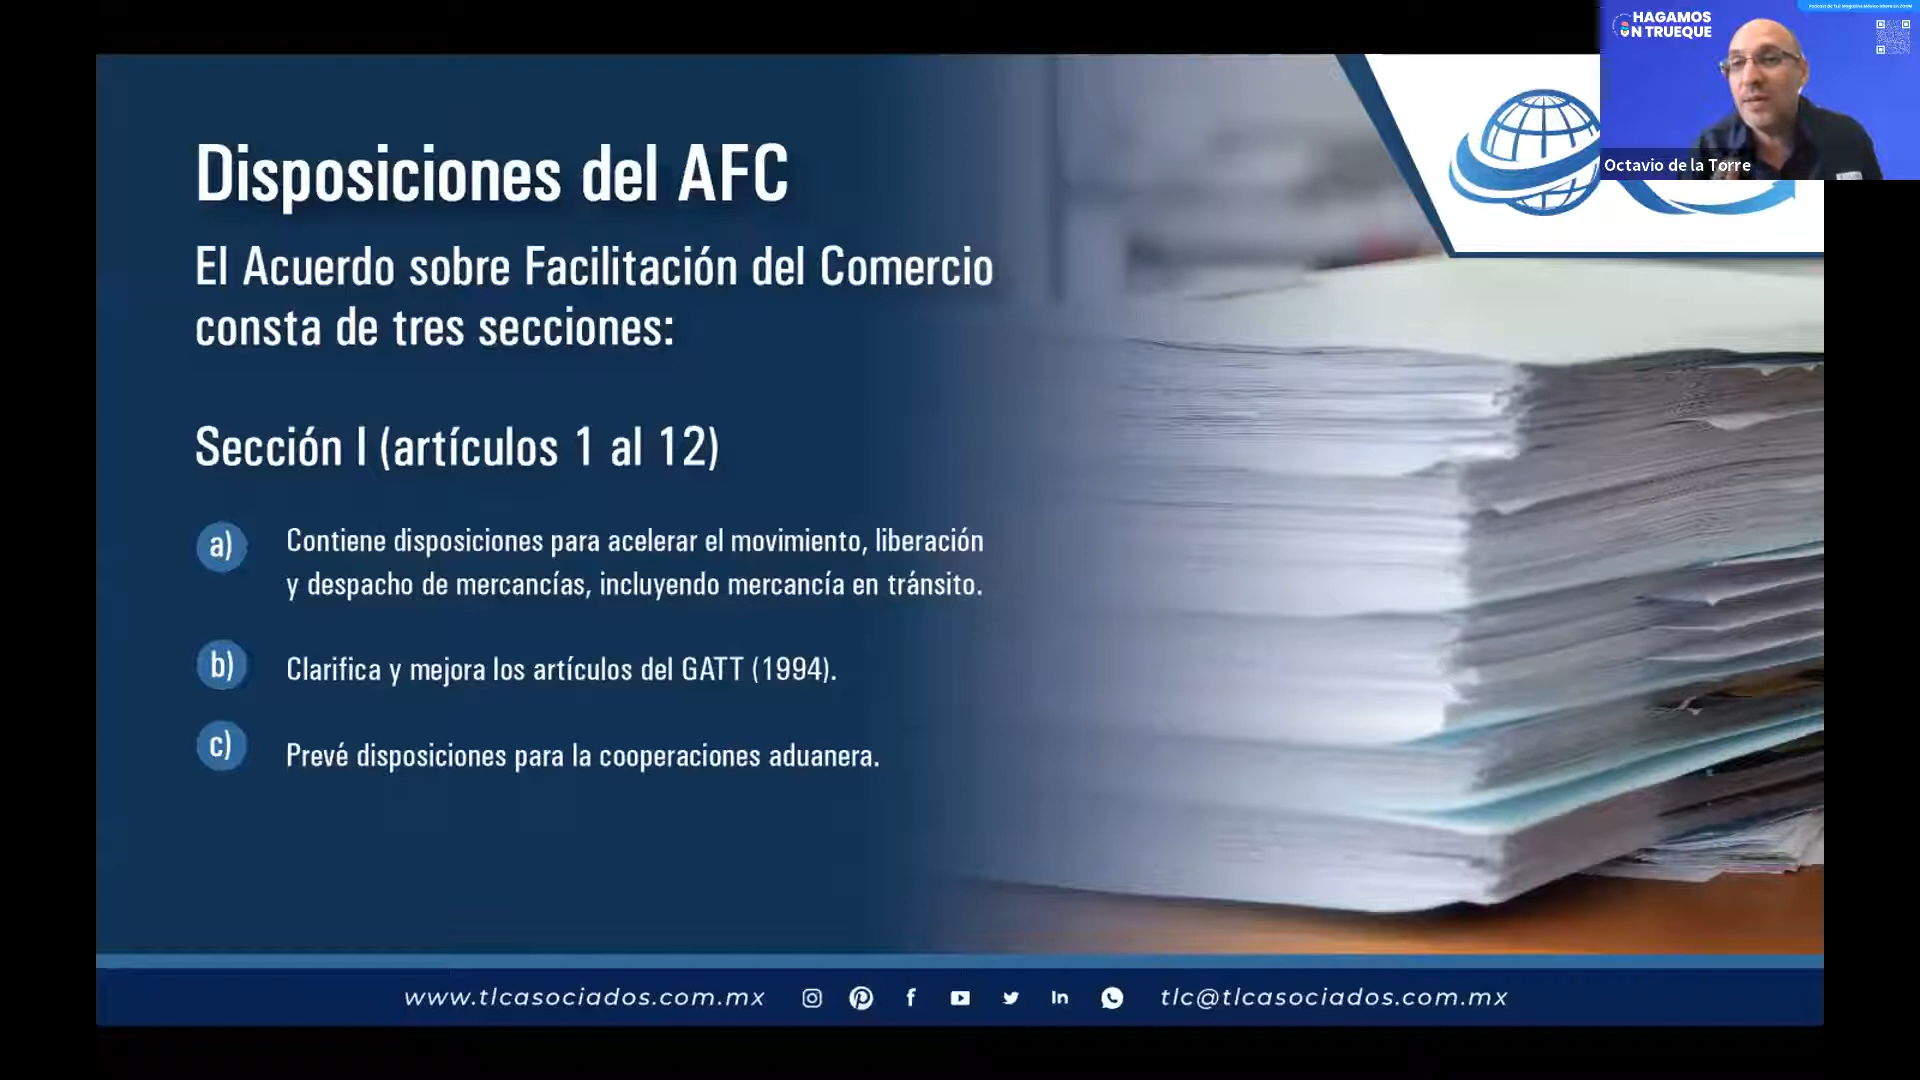 Disposiciones del AFC
El Acuerdo sobre Facilitación del Comercio
consta de tres secciones:
Sección I (artículos 1 al 12)
a) Contiene disposiciones para acelerar el movimiento, liberación
y despacho de mercancías, incluyendo mercancía en tránsito.
b) Clarifica y mejora los artículos del GATT (1994).
c) Prevé disposiciones para la cooperaciones aduanera.
www.tlcasociados.com.mx
tlc@tlcasociados.com.mx
HAGAMOS
UN TRUEQUE
Octavio de la Torre